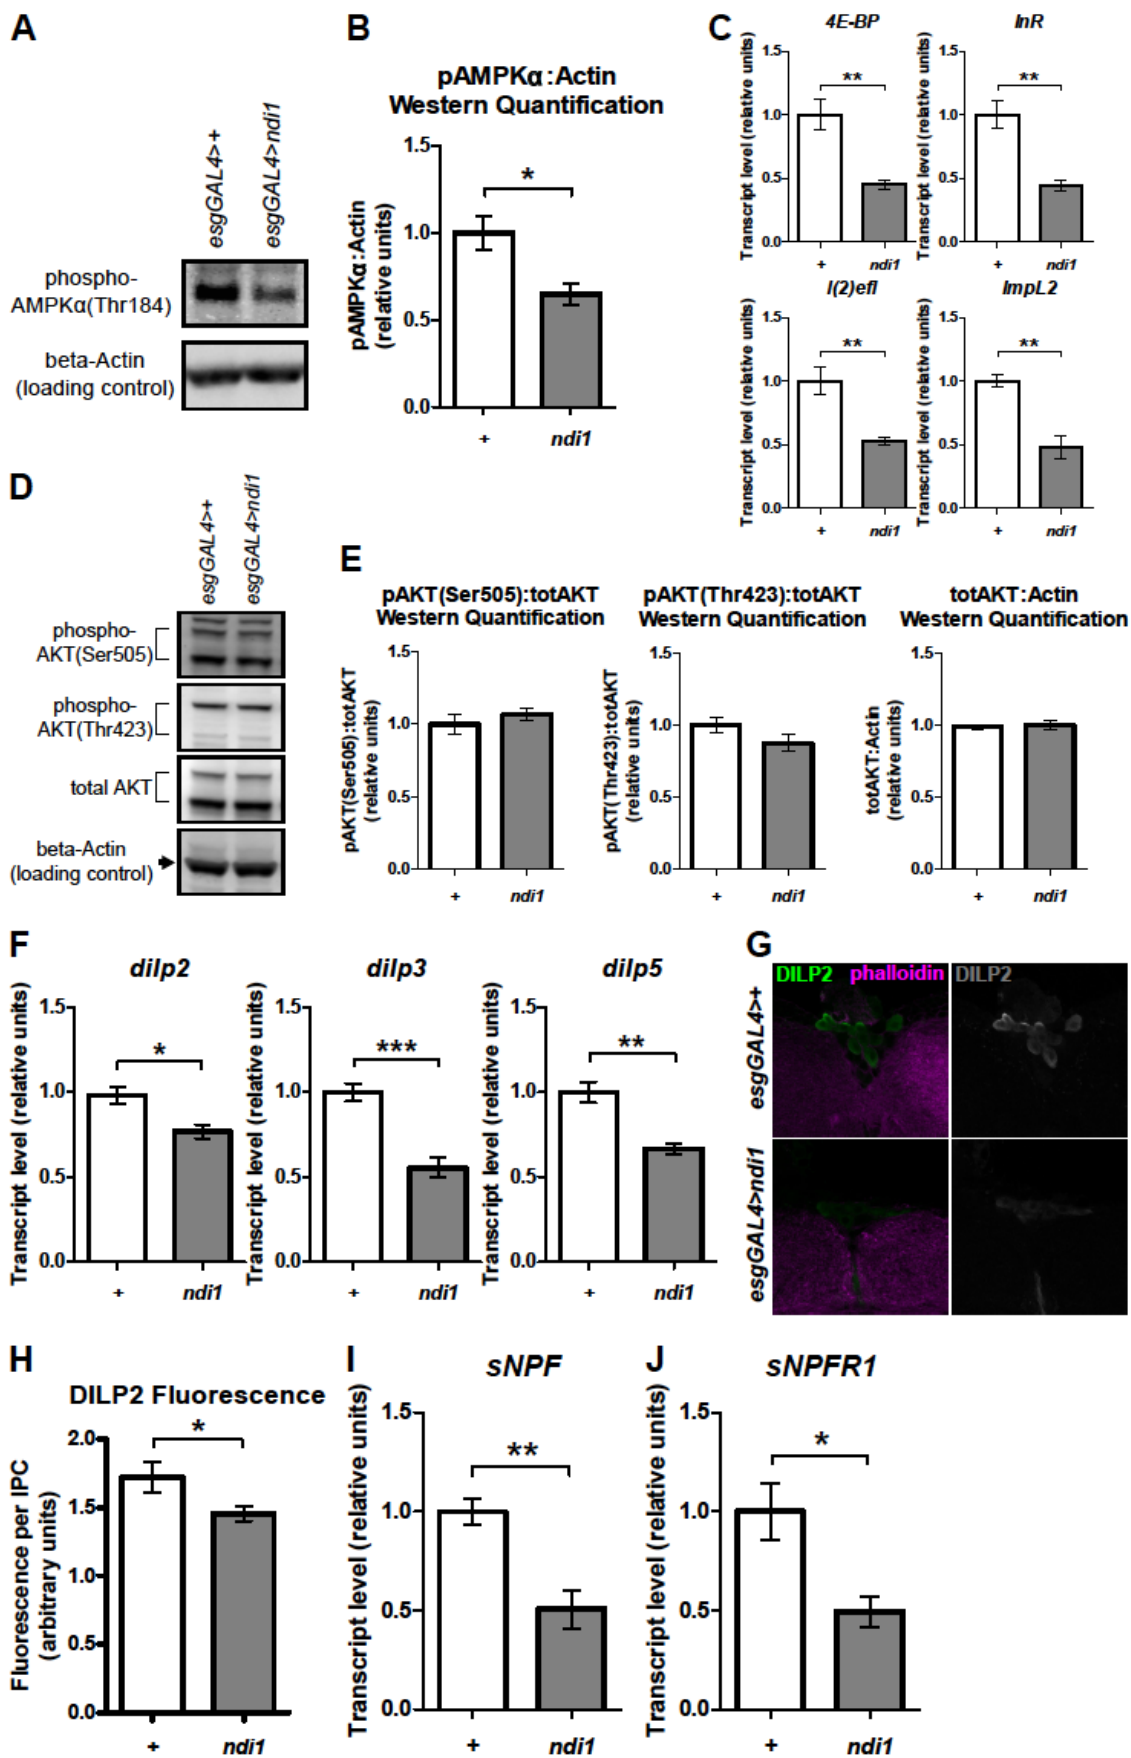 A
esgGAL4>+
esgGAL4>ndi1
phospho-
AMPKα(Thr184)
beta-Actin
(loading control)
B
pAMPKα:Actin
Western Quantification
pAMPKα:Actin
(relative units)
1.5
1.0
0.5
0.0
*
+
ndi1
C
4E-BP
Transcript level (relative units)
1.5
1.0
0.5
0.0
**
+
ndi1
InR
Transcript level (relative units)
1.5
1.0
0.5
0.0
**
+
ndi1
l(2)efl
Transcript level (relative units)
1.5
1.0
0.5
0.0
**
+
ndi1
ImpL2
Transcript level (relative units)
1.5
1.0
0.5
0.0
**
+
ndi1
D
esgGAL4>+
esgGAL4>ndi1
phospho-
AKT(Ser505)
phospho-
AKT(Thr423)
total AKT
beta-Actin
(loading control)
E
pAKT(Ser505):totAKT
Western Quantification
pAKT(Ser505):totAKT
(relative units)
1.5
1.0
0.5
0.0
+
ndi1
pAKT(Thr423):totAKT
Western Quantification
pAKT(Thr423):totAKT
(relative units)
1.5
1.0
0.5
0.0
+
ndi1
totAKT:Actin
Western Quantification
totAKT:Actin
(relative units)
1.5
1.0
0.5
0.0
+
ndi1
F
dilp2
Transcript level (relative units)
1.5
1.0
0.5
0.0
*
+
ndi1
dilp3
Transcript level (relative units)
1.5
1.0
0.5
0.0
***
+
ndi1
dilp5
Transcript level (relative units)
1.5
1.0
0.5
0.0
**
+
ndi1
G
DILP2 phalloidin
DILP2
esgGAL4>+
esgGAL4>ndi1
H
DILP2 Fluorescence
Fluorescence per IPC
(arbitrary units)
2.0
1.5
1.0
0.5
0.0
*
+
ndi1
I
sNPF
Transcript level (relative units)
1.5
1.0
0.5
0.0
**
+
ndi1
J
sNPFR1
Transcript level (relative units)
1.5
1.0
0.5
0.0
*
+
ndi1